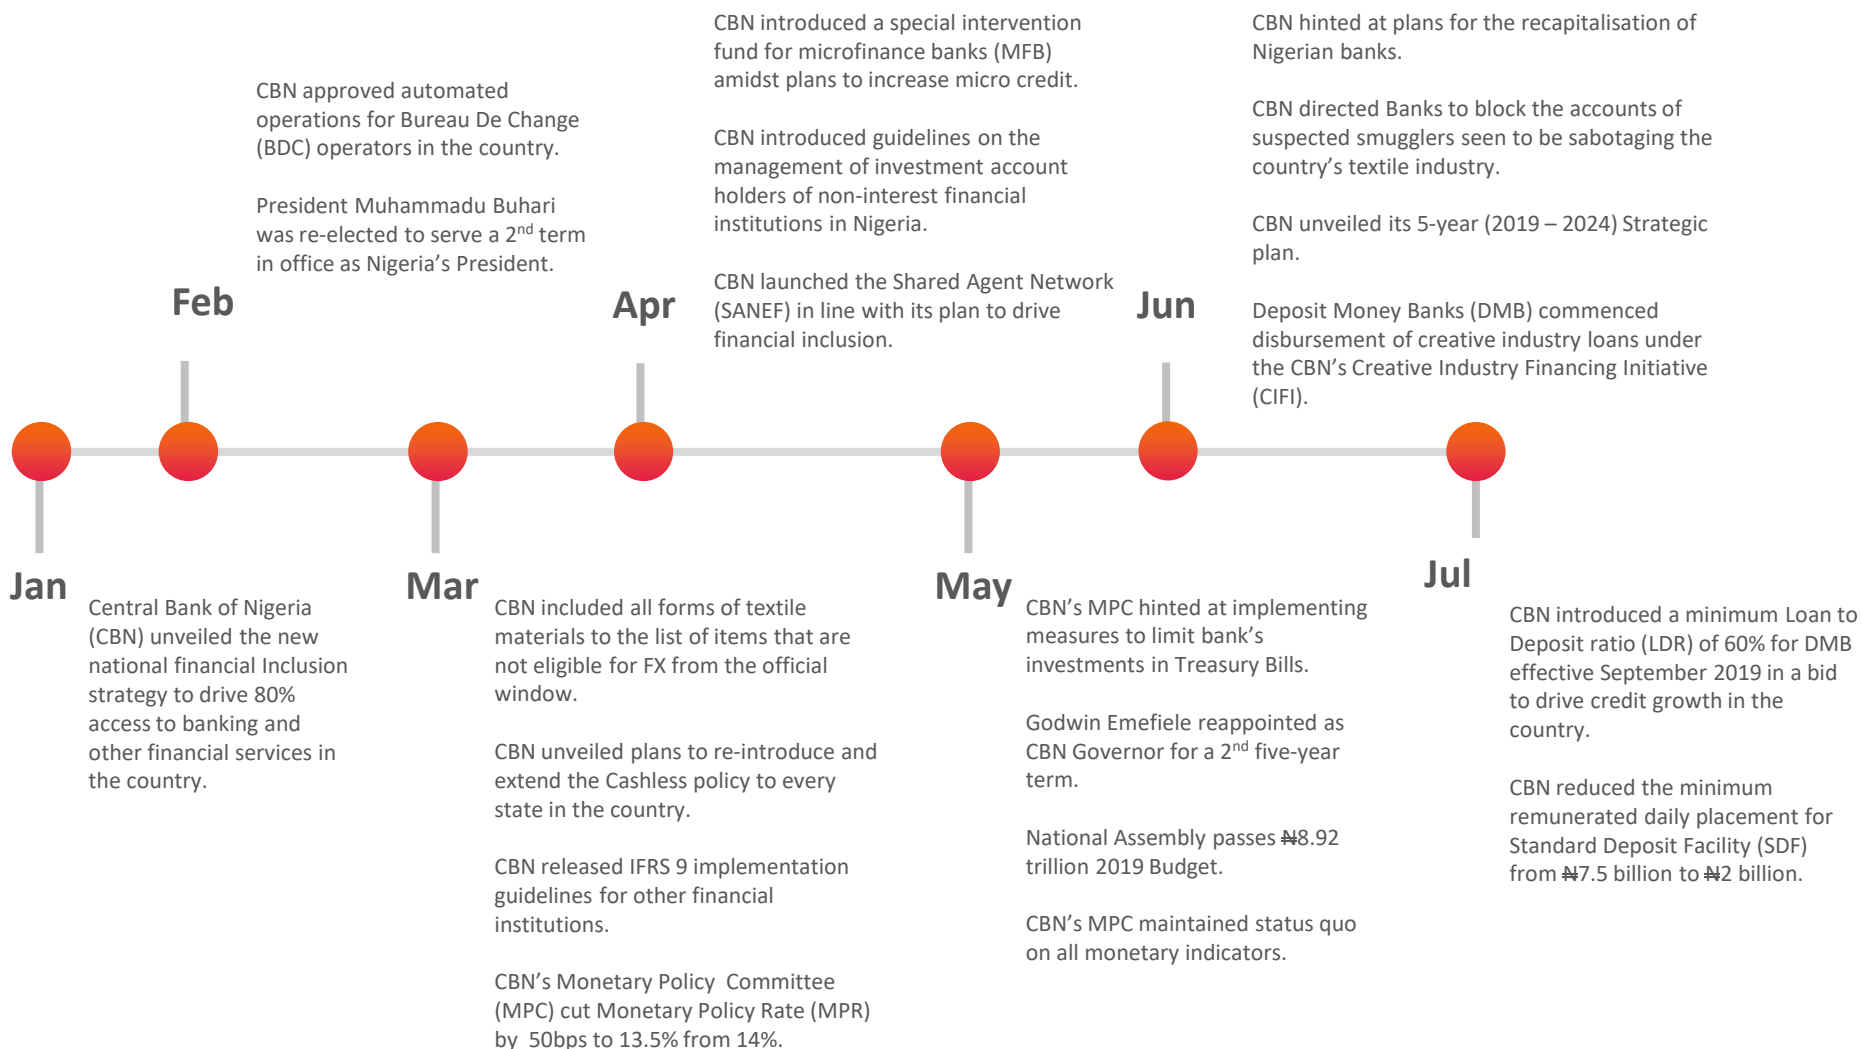 Jan
Central Bank of Nigeria
(CBN) unveiled the new
national financial Inclusion
strategy to drive 80%
access to banking and
other financial services in
the country.
Feb
CBN approved automated
operations for Bureau De Change
(BDC) operators in the country.
President Muhammadu Buhari
was re-elected to serve a 2nd term
in office as Nigeria’s President.
Mar
CBN included all forms of textile
materials to the list of items that are
not eligible for FX from the official
window.
CBN unveiled plans to re-introduce and
extend the Cashless policy to every
state in the country.
CBN released IFRS 9 implementation
guidelines for other financial
institutions.
CBN’s Monetary Policy Committee
(MPC) cut Monetary Policy Rate (MPR)
by 50bps to 13.5% from 14%.
Apr
CBN introduced a special intervention
fund for microfinance banks (MFB)
amidst plans to increase micro credit.
CBN introduced guidelines on the
management of investment account
holders of non-interest financial
institutions in Nigeria.
CBN launched the Shared Agent Network
(SANEF) in line with its plan to drive
financial inclusion.
May
CBN’s MPC hinted at implementing
measures to limit bank’s
investments in Treasury Bills.
Godwin Emefiele reappointed as
CBN Governor for a 2nd five-year
term.
National Assembly passes ₦8.92
trillion 2019 Budget.
CBN’s MPC maintained status quo
on all monetary indicators.
Jun
CBN hinted at plans for the recapitalisation of
Nigerian banks.
CBN directed Banks to block the accounts of
suspected smugglers seen to be sabotaging the
country’s textile industry.
CBN unveiled its 5-year (2019 – 2024) Strategic
plan.
Deposit Money Banks (DMB) commenced
disbursement of creative industry loans under
the CBN’s Creative Industry Financing Initiative
(CIFI).
Jul
CBN introduced a minimum Loan to
Deposit ratio (LDR) of 60% for DMB
effective September 2019 in a bid
to drive credit growth in the
country.
CBN reduced the minimum
remunerated daily placement for
Standard Deposit Facility (SDF)
from ₦7.5 billion to ₦2 billion.